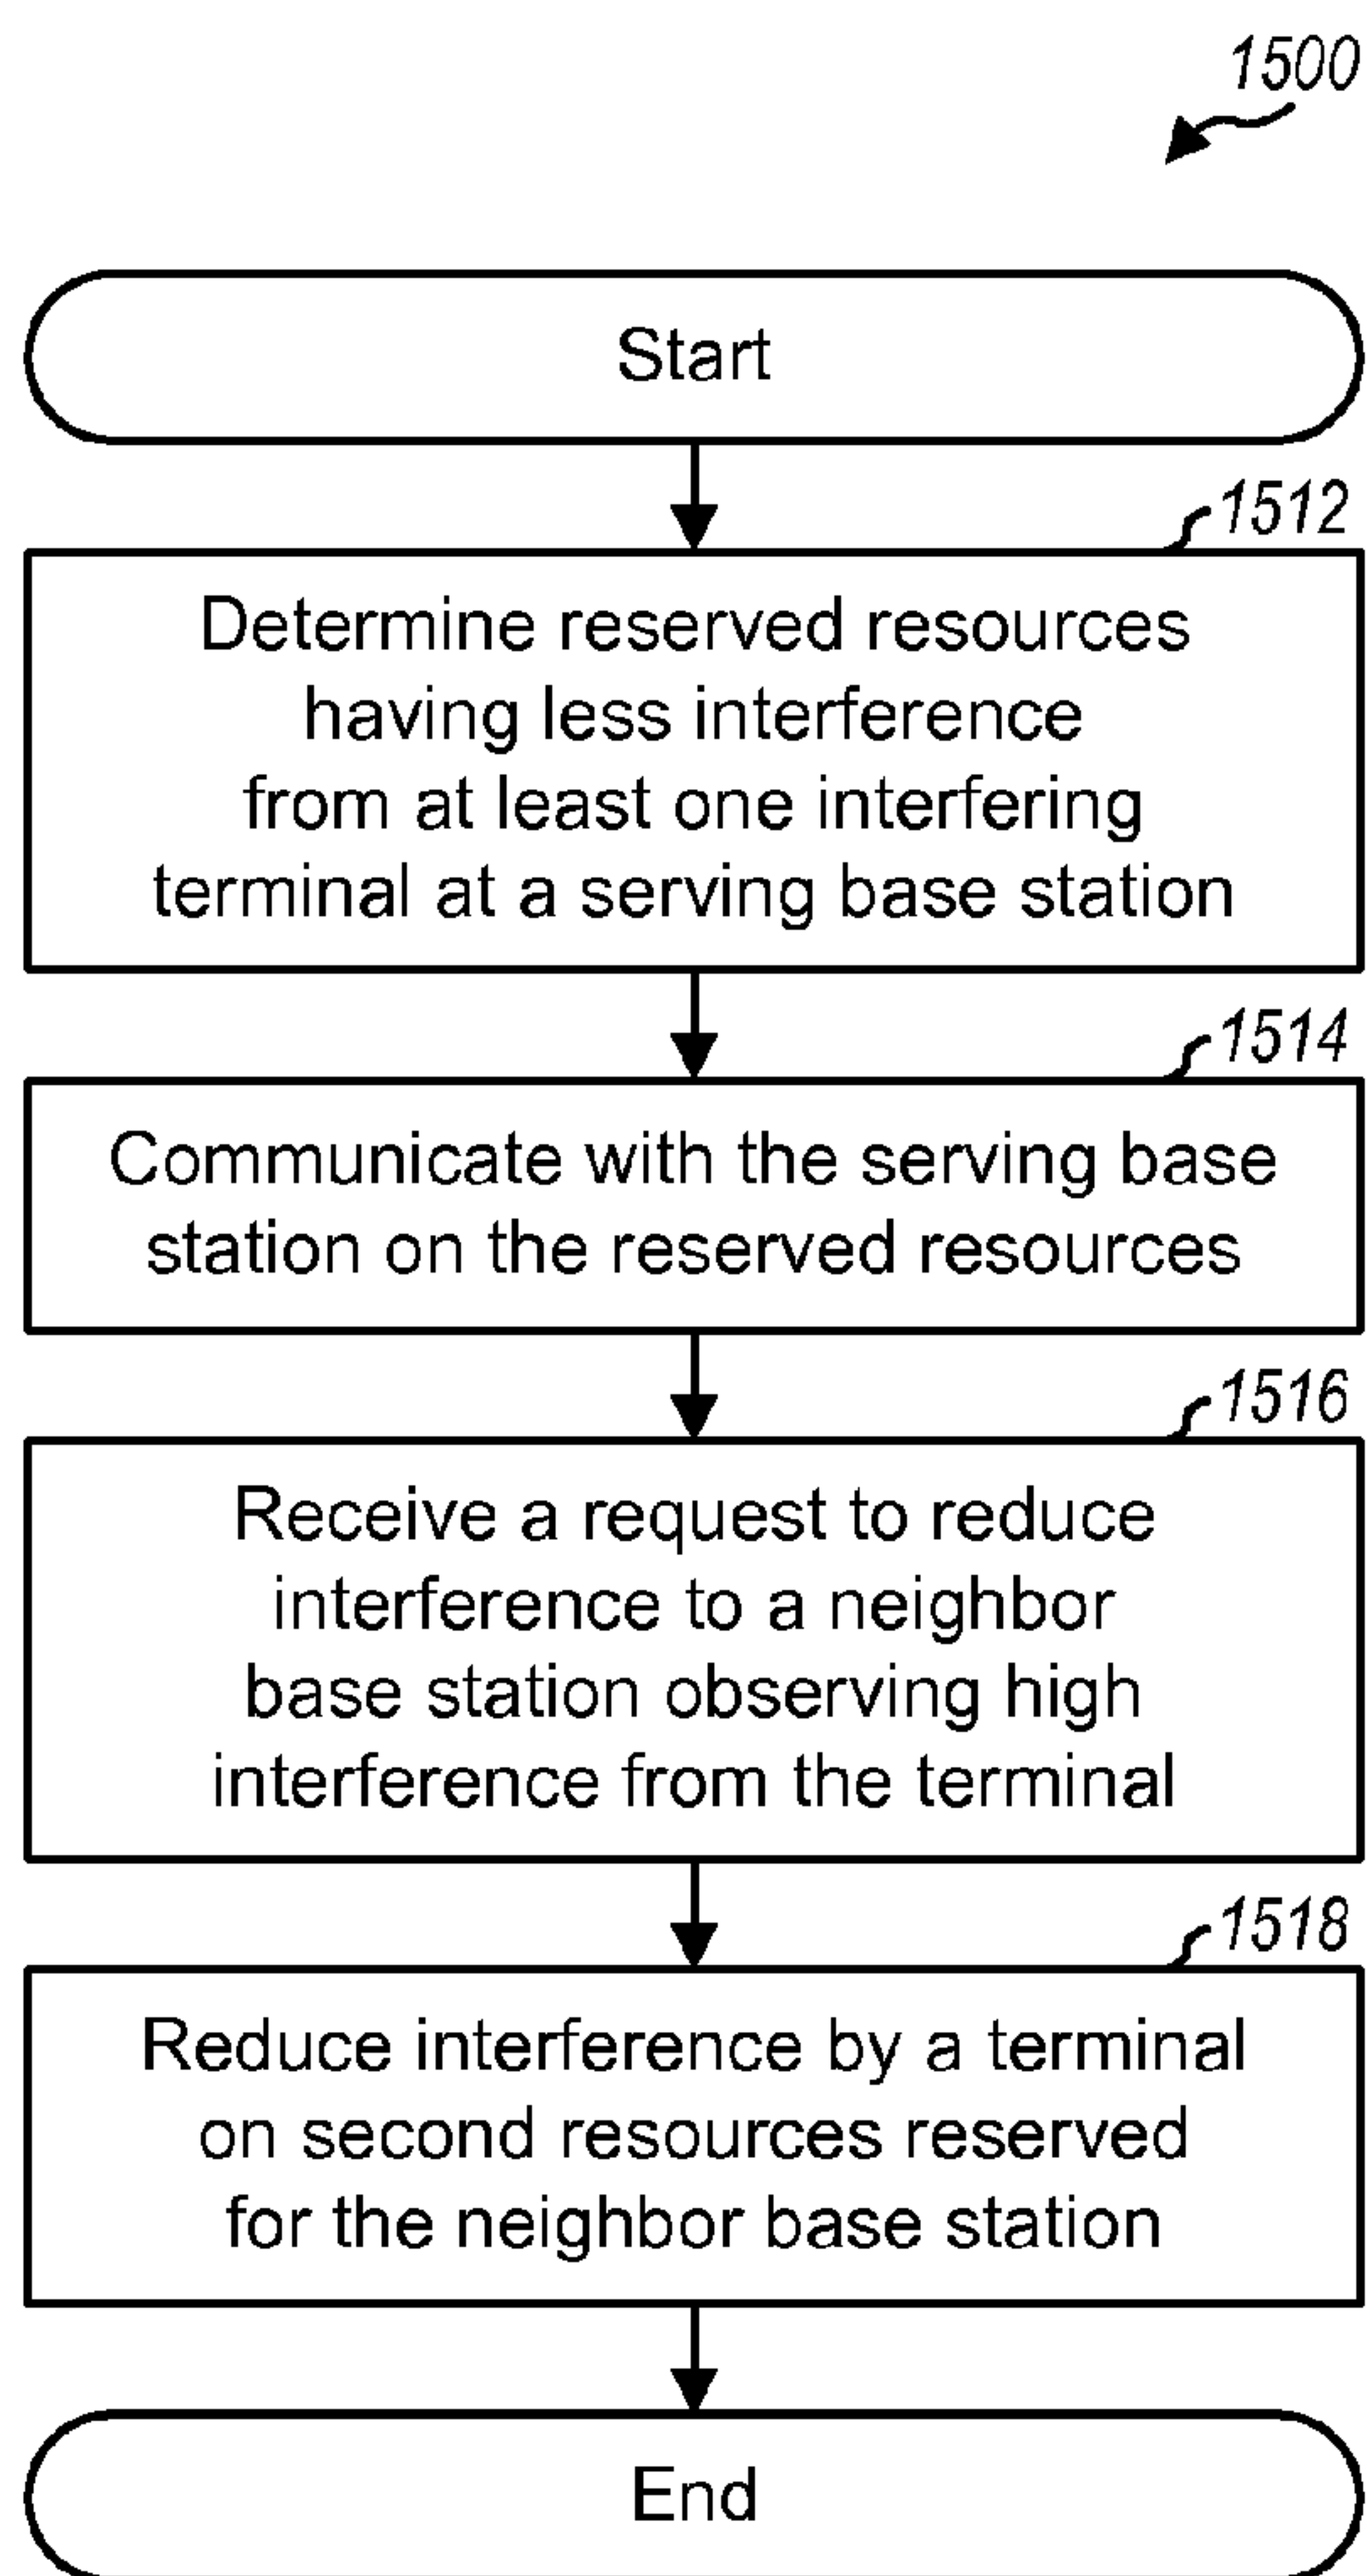 1500
Start
1512
Determine reserved resources
having less interference
from at least one interfering
terminal at a serving base station
1514
Communicate with the serving base
station on the reserved resources
1516
Receive a request to reduce
interference to a neighbor
base station observing high
interference from the terminal
1518
Reduce interference by a terminal
on second resources reserved
for the neighbor base station
End